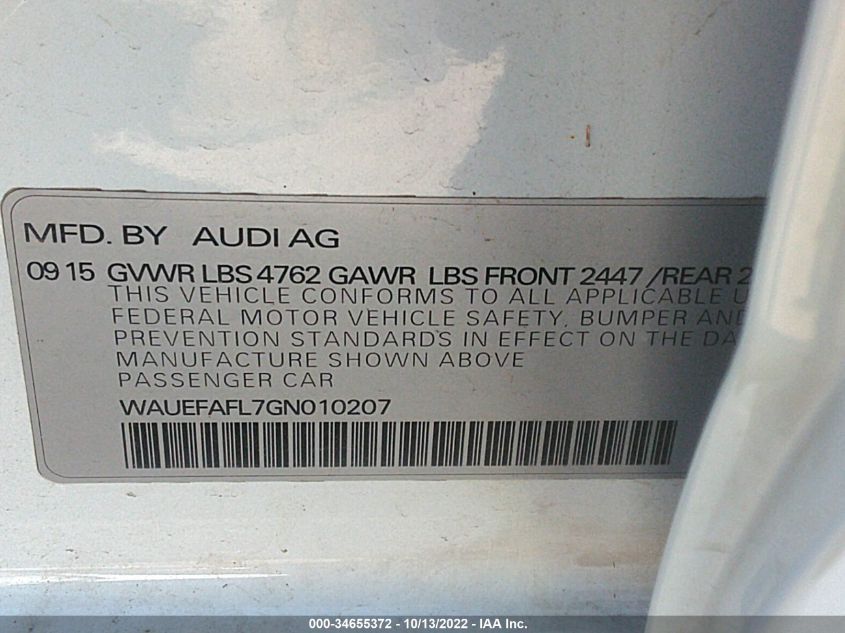 MFD. BY AUDI AG
09 15 GVWR LBS 4762 GAWR LBS FRONT 2447 /REAR 2
THIS VEHICLE CONFORMS TO ALL APPLICABLE U
FEDERAL MOTOR VEHICLE SAFETY, BUMPER AND
PREVENTION STANDARDS IN EFFECT ON THE DA
MANUFACTURE SHOWN ABOVE
PASSENGER CAR
WAUEFAFL7GN010207
000-34655372 - 10/13/2022 - IAA Inc.